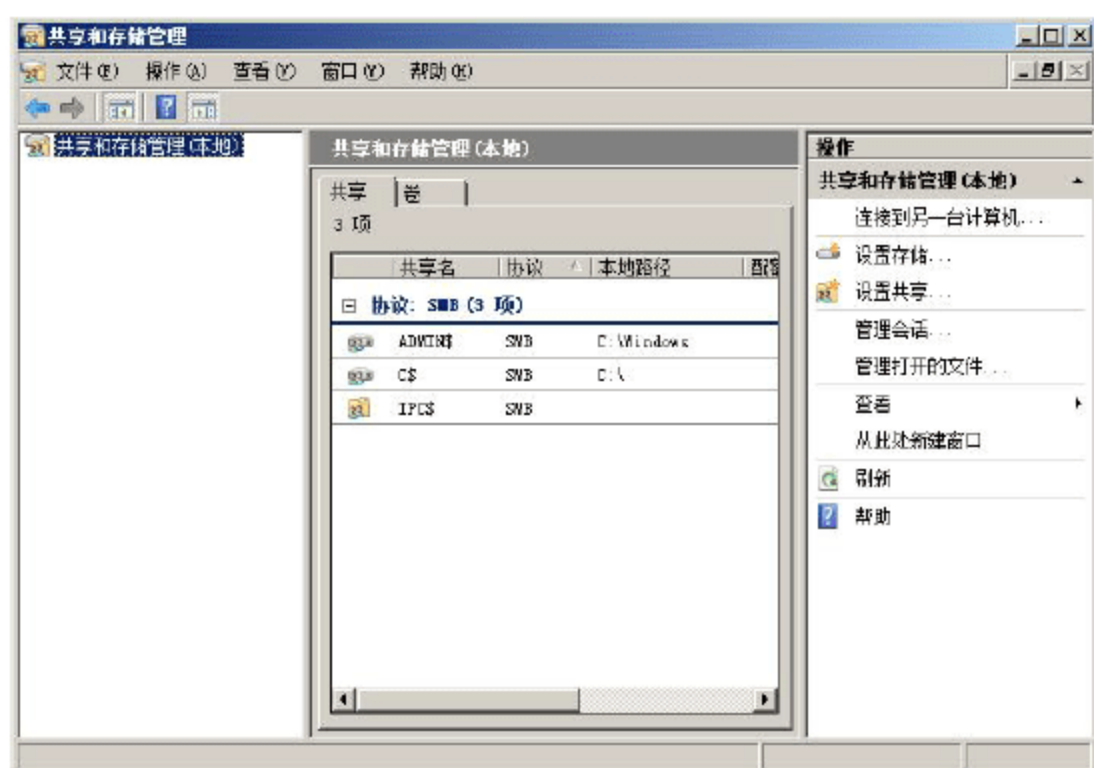 共享和存储管理
文件(F) 操作(A) 查看(V) 窗口(W) 帮助(H)
共享和存储管理(本地)
共享和存储管理(本地)
共享 卷
3 项
共享名 协议 本地路径
协议: SMB (3 项)
ADMIN$ SMB C:\Windows
C$ SMB C:\
IPC$ SMB
操作
共享和存储管理(本地)
连接到另一台计算机...
设置存储...
设置共享...
管理会话...
管理打开的文件...
查看
从此处新建窗口
刷新
帮助